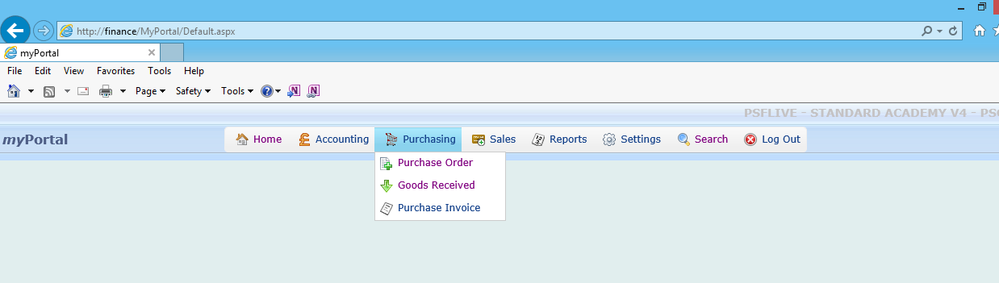 http://finance/MyPortal/Default.aspx
myPortal
File Edit View Favorites Tools Help
Page Safety Tools
PSFLIVE - STANDARD ACADEMY V4 -
myPortal Home Accounting Purchasing Sales Reports Settings Search Log Out
Purchase Order
Goods Received
Purchase Invoice